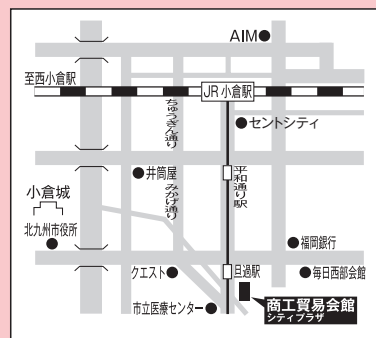 AIM
至西小倉駅
JR 小倉駅
ちゅうぎん通り
セントシティ
井筒屋
みかげ通り
平和通り駅
小倉城
北九州市役所
福岡銀行
クエスト
旦過駅
毎日西部会館
市立医療センター
商工貿易会館
シティプラザ